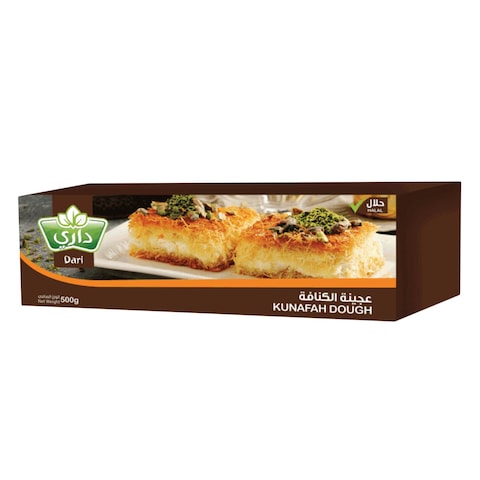 داري
Dari
حلال
HALAL
الوزن الصافي
Net Weight 500g
عجينة الكنافة
KUNAFAH DOUGH